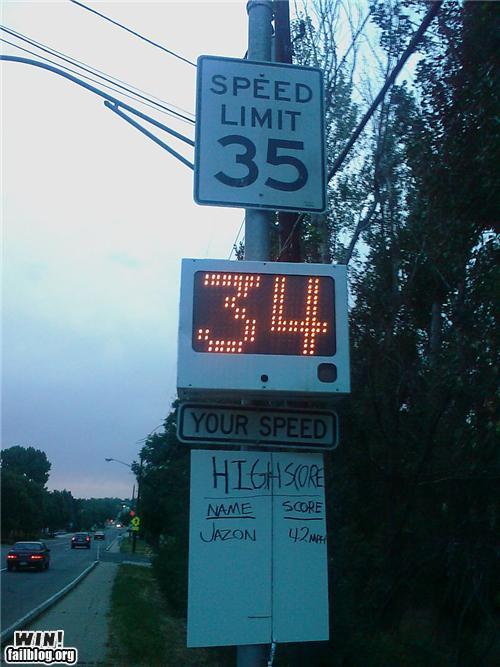 SPEED
LIMIT
35
34
YOUR SPEED
HIGH SCORE
NAME SCORE
JAZON 42 MPH
WIN!
failblog.org